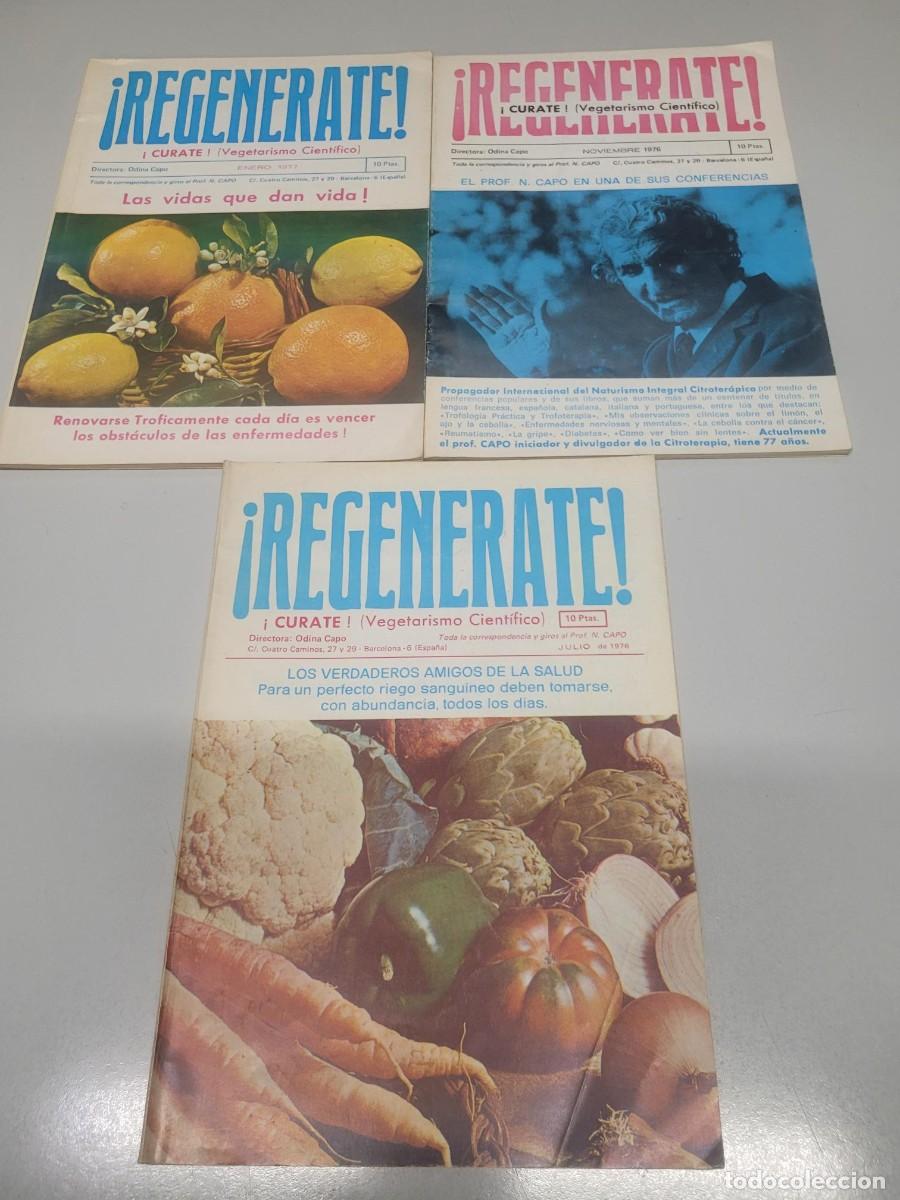 ¡REGENERATE!
¡ CURATE ! (Vegetarismo Científico)
Directora: Odina Capo
ENERO 1977
10 Ptas.
Toda la correspondencia y giros al Prof. N. CAPO C/. Cuatro Caminos, 27 y 29 - Barcelona - 6 (España)
Las vidas que dan vida !
Renovarse Troficamente cada día es vencer
los obstáculos de las enfermedades !
¡REGENERATE!
¡ CURATE ! (Vegetarismo Científico)
Directora: Odina Capo
NOVIEMBRE 1976
10 Ptas.
Toda la correspondencia y giros al Prof. N. CAPO C/. Cuatro Caminos, 27 y 29 - Barcelona - 6 (España)
EL PROF. N. CAPO EN UNA DE SUS CONFERENCIAS
Propagador Internacional del Naturismo Integral Citroterápico por medio de
conferencias populares y de sus libros, que suman más de un centenar de títulos, en
lengua francesa, española, catalana, italiana y portuguese, entre los que destacan:
«Trofología Práctica y Trofoterapia», «Mis observaciones clínicas sobre el limón, el
ajo y la cebolla», «Enfermedades nerviosas y mentales», «La cebolla contra el cáncer»,
«Reumatismo», «La gripe», «Diabetes», «Como ver bien sin lentes». Actualmente
el prof. CAPO iniciador y divulgador de la Citroterapia, tiene 77 años.
¡REGENERATE!
¡ CURATE ! (Vegetarismo Científico)
10 Ptas.
Directora: Odina Capo
Toda la correspondencia y giros al Prof. N. CAPO
C/. Cuatro Caminos, 27 y 29 - Barcelona - 6 (España)
JULIO de 1976
LOS VERDADEROS AMIGOS DE LA SALUD
Para un perfecto riego sanguíneo deben tomarse,
con abundancia, todos los dias.
todocoleccion